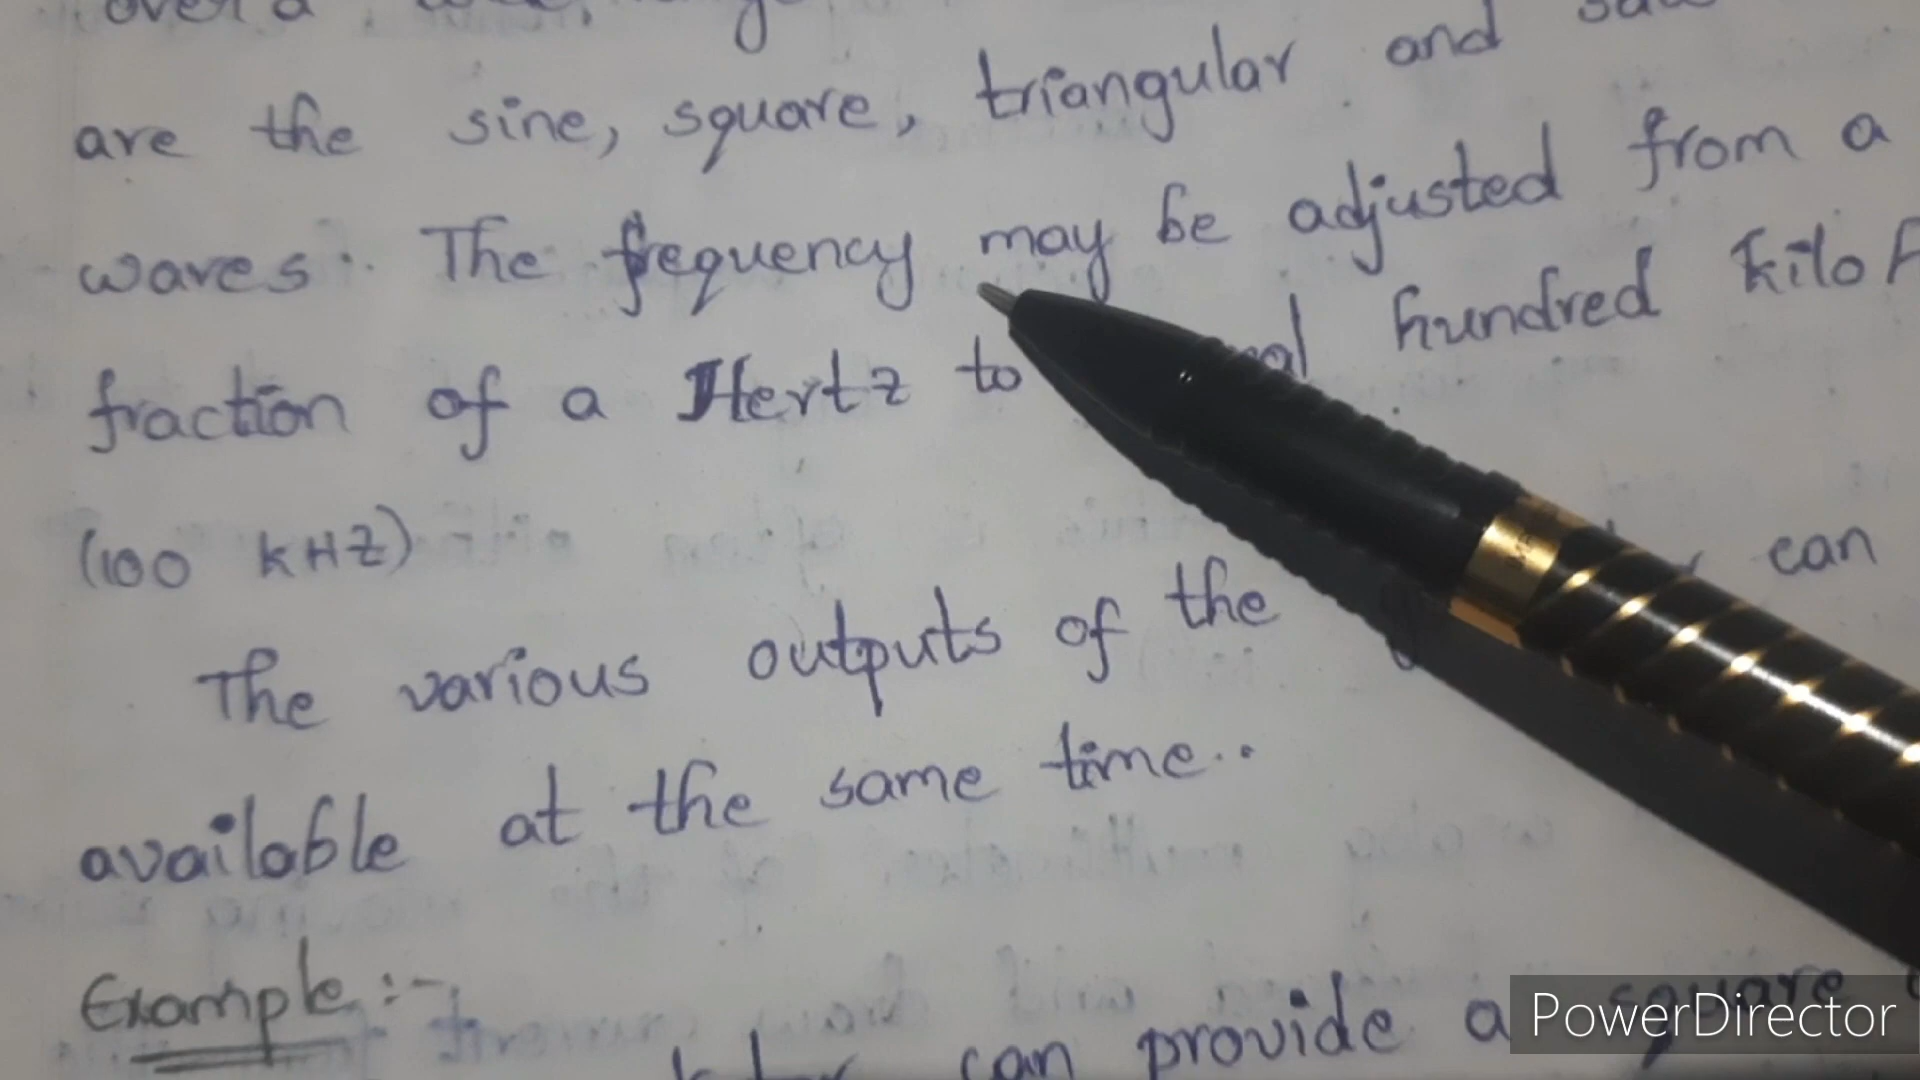 over a
are the sine, square, triangular and
waves. The frequency may be adjusted from a
fraction of a Hertz to hundred kilo
(100 KHZ)
The various outputs of the can
available at the same time..
Example :-
can provide a square
PowerDirector